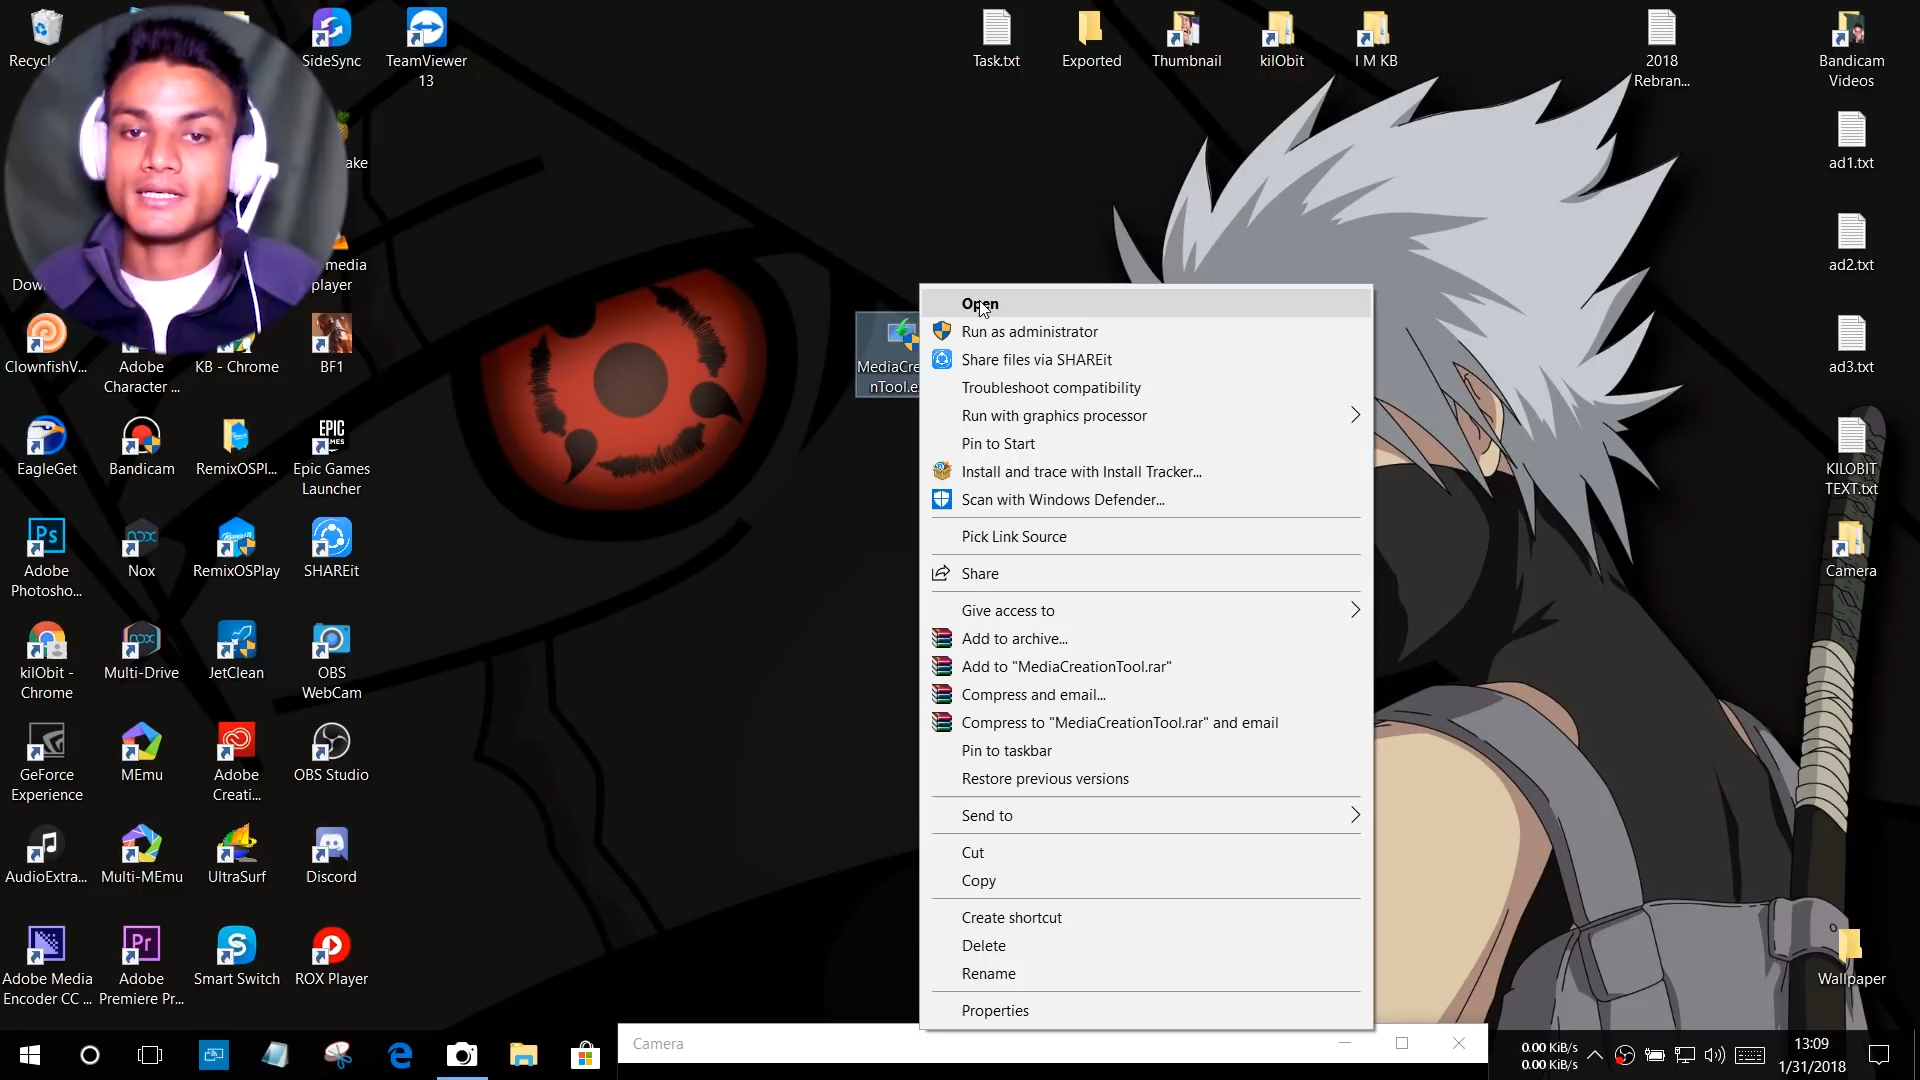 Recycl
SideSync
TeamViewer
13
Task.txt
Exported
Thumbnail
kilObit
I M KB
2018
Rebran...
Bandicam
Videos
ake
ad1.txt
Dow
media
player
ad2.txt
ClownfishV...
Adobe
Character ...
KB - Chrome
BF1
MediaCre
nTool.e
ad3.txt
EagleGet
Bandicam
RemixOSPl...
EPIC
GAMES
Epic Games
Launcher
KILOBIT
TEXT.txt
Ps
Adobe
Photosho...
nox
Nox
Remix
RemixOSPlay
SHAREit
Camera
kilObit -
Chrome
nox
Multi-Drive
JetClean
OBS
WebCam
GeForce
Experience
MEmu
Adobe
Creati...
OBS Studio
AudioExtra...
Multi-MEmu
UltraSurf
Discord
Adobe Media
Encoder CC ...
Pr
Adobe
Premiere Pr...
S
Smart Switch
ROX Player
Wallpaper
Open
Run as administrator
Share files via SHAREit
Troubleshoot compatibility
Run with graphics processor
Pin to Start
Install and trace with Install Tracker...
Scan with Windows Defender...
Pick Link Source
Share
Give access to
Add to archive...
Add to "MediaCreationTool.rar"
Compress and email...
Compress to "MediaCreationTool.rar" and email
Pin to taskbar
Restore previous versions
Send to
Cut
Copy
Create shortcut
Delete
Rename
Properties
Camera
0.00 KiB/s
0.00 KiB/s
13:09
1/31/2018